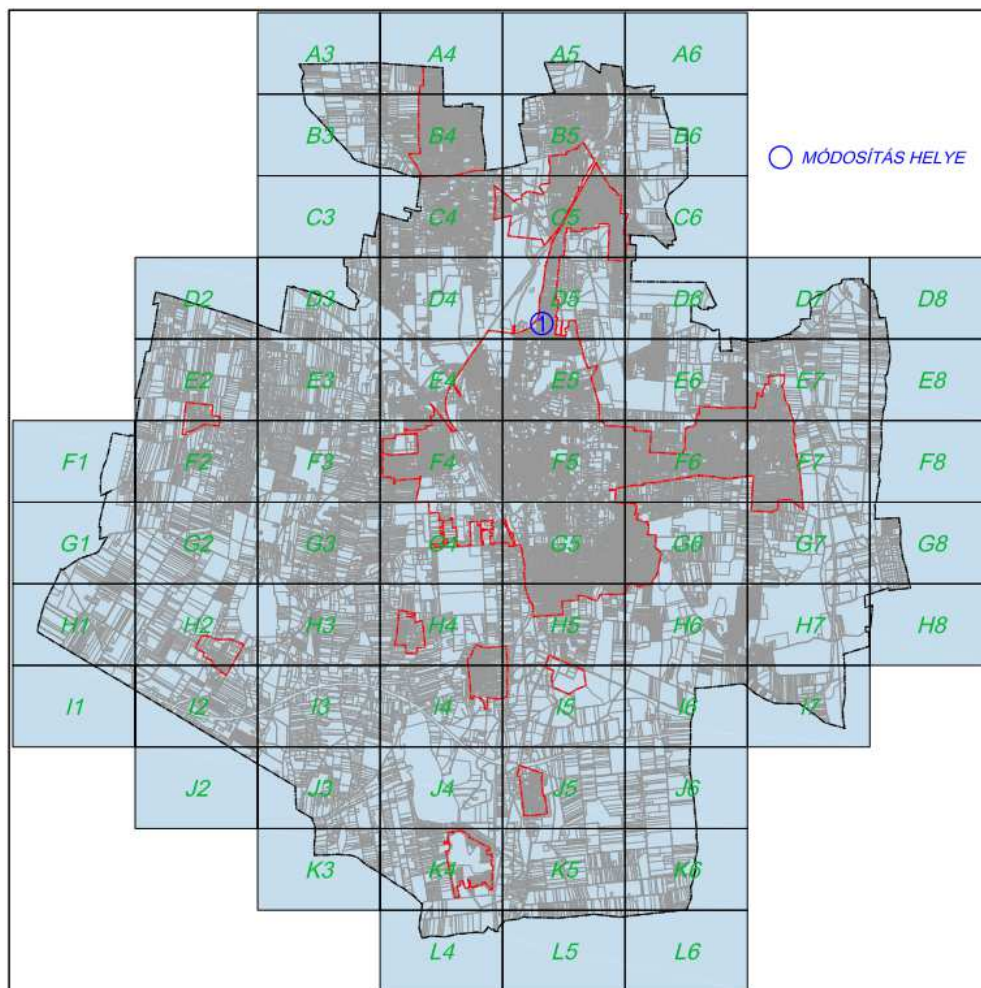 A3 A4 A5 A6
B3 B4 B5 B6
MÓDOSÍTÁS HELYE
C3 C4 C5 C6
D2 D3 D4 D5 D6 D7 D8
1
E2 E3 E4 E5 E6 E7 E8
F1 F2 F3 F4 F5 F6 F7 F8
G1 G2 G3 G4 G5 G6 G7 G8
H1 H2 H3 H4 H5 H6 H7 H8
I1 I2 I3 I4 I5 I6 I7
J2 J3 J4 J5 J6
K3 K4 K5 K6
L4 L5 L6